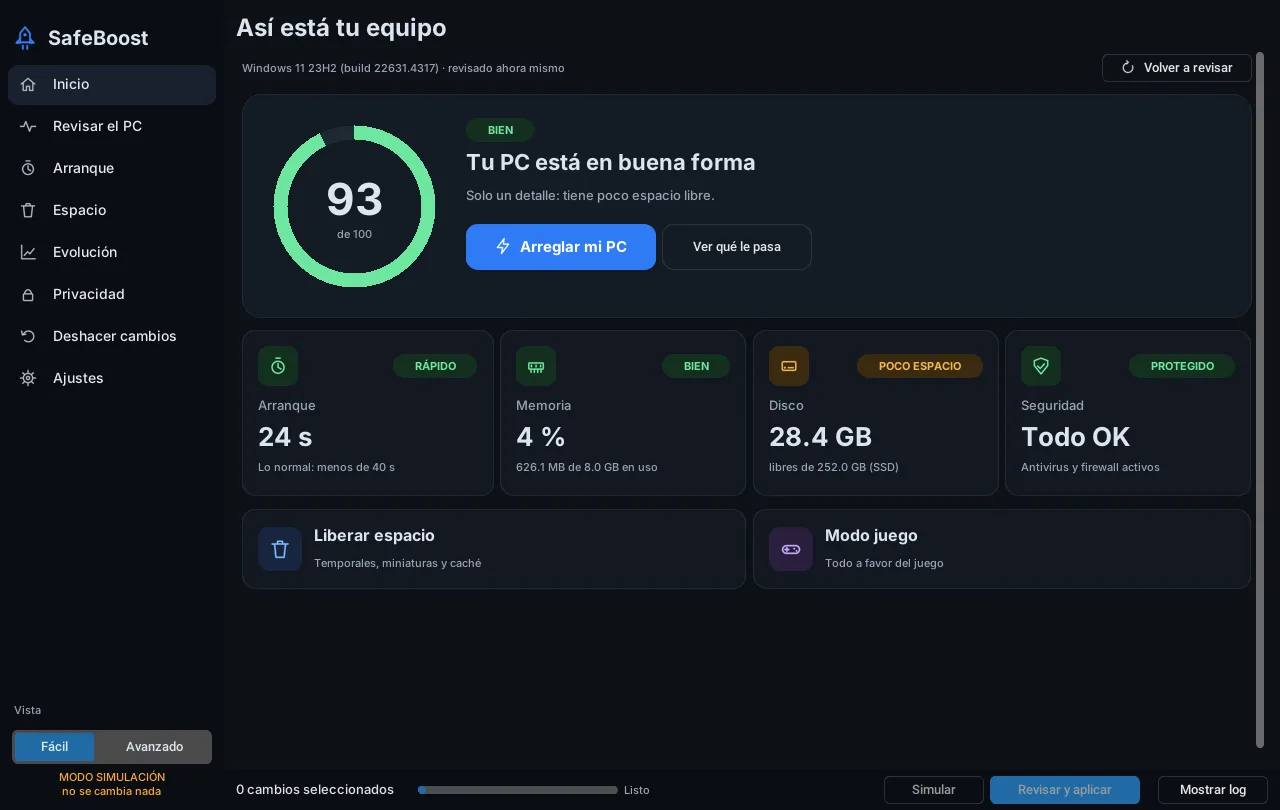 SafeBoost
Inicio
Revisar el PC
Arranque
Espacio
Evolución
Privacidad
Deshacer cambios
Ajustes
Vista
Fácil
Avanzado
MODO SIMULACIÓN
no se cambia nada
Así está tu equipo
Windows 11 23H2 (build 22631.4317) · revisado ahora mismo
Volver a revisar
93
de 100
BIEN
Tu PC está en buena forma
Solo un detalle: tiene poco espacio libre.
Arreglar mi PC
Ver qué le pasa
RÁPIDO
Arranque
24 s
Lo normal: menos de 40 s
BIEN
Memoria
4 %
626.1 MB de 8.0 GB en uso
POCO ESPACIO
Disco
28.4 GB
libres de 252.0 GB (SSD)
PROTEGIDO
Seguridad
Todo OK
Antivirus y firewall activos
Liberar espacio
Temporales, miniaturas y caché
Modo juego
Todo a favor del juego
0 cambios seleccionados
Listo
Simular
Revisar y aplicar
Mostrar log